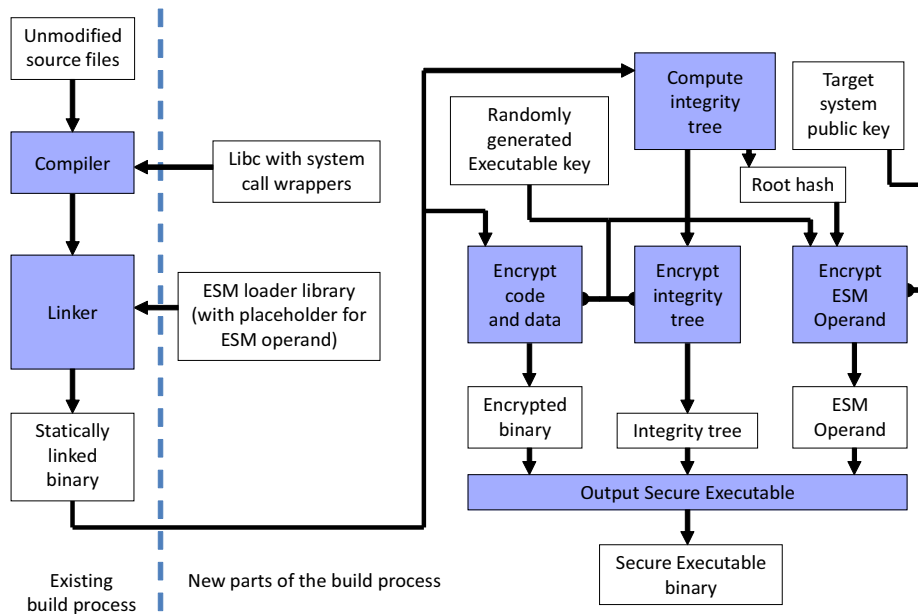 Unmodified
source files
Compiler
Libc with system
call wrappers
Linker
ESM loader library
(with placeholder for
ESM operand)
Statically
linked
binary
Existing
build process
New parts of the build process
Compute
integrity
tree
Target
system
public key
Randomly
generated
Executable key
Root hash
Encrypt
code
and data
Encrypt
integrity
tree
Encrypt
ESM
Operand
Encrypted
binary
Integrity tree
ESM
Operand
Output Secure Executable
Secure Executable
binary